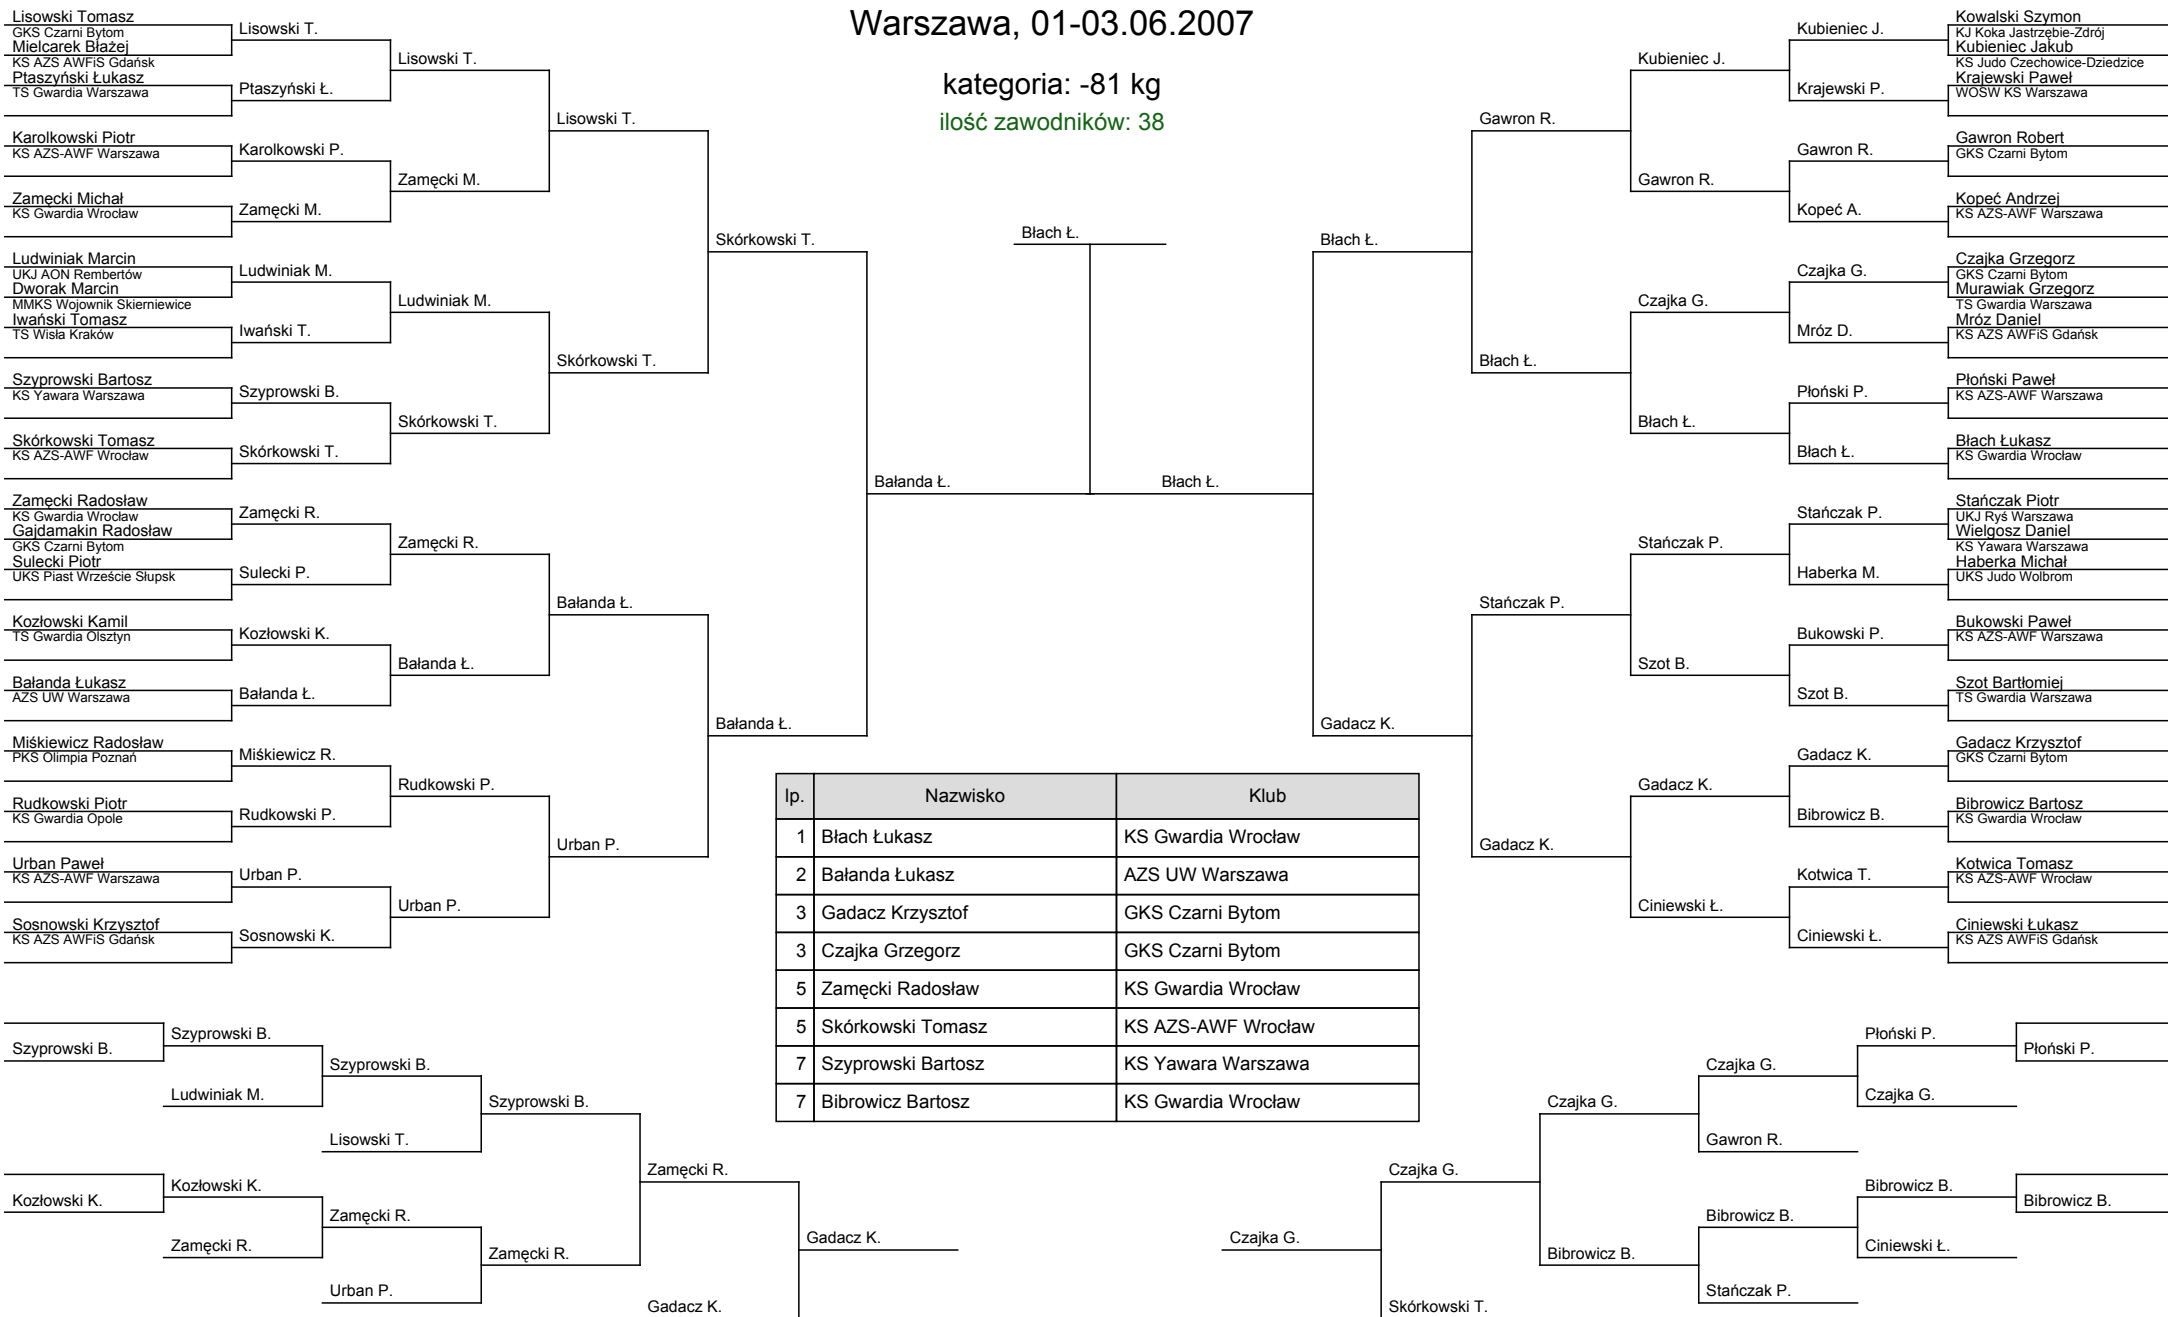 Warszawa, 01-03.06.2007
kategoria: -81 kg
ilość zawodników: 38
Lisowski Tomasz
GKS Czarni Bytom
Mielcarek Błażej
KS AZS AWFiS Gdańsk
Ptaszyński Łukasz
TS Gwardia Warszawa
Karolkowski Piotr
KS AZS-AWF Warszawa
Zamęcki Michał
KS Gwardia Wrocław
Ludwiniak Marcin
UKJ AON Rembertów
Dworak Marcin
MMKS Wojownik Skierniewice
Iwański Tomasz
TS Wisła Kraków
Szyprowski Bartosz
KS Yawara Warszawa
Skórkowski Tomasz
KS AZS-AWF Wrocław
Zamęcki Radosław
KS Gwardia Wrocław
Gajdamakin Radosław
GKS Czarni Bytom
Sulecki Piotr
UKS Piast Wrzeście Słupsk
Kozłowski Kamil
TS Gwardia Olsztyn
Bałanda Łukasz
AZS UW Warszawa
Miśkiewicz Radosław
PKS Olimpia Poznań
Rudkowski Piotr
KS Gwardia Opole
Urban Paweł
KS AZS-AWF Warszawa
Sosnowski Krzysztof
KS AZS AWFiS Gdańsk
Lisowski T.
Ptaszyński Ł.
Karolkowski P.
Zamęcki M.
Ludwiniak M.
Iwański T.
Szyprowski B.
Skórkowski T.
Zamęcki R.
Sulecki P.
Kozłowski K.
Bałanda Ł.
Miśkiewicz R.
Rudkowski P.
Urban P.
Sosnowski K.
Lisowski T.
Zamęcki M.
Ludwiniak M.
Skórkowski T.
Zamęcki R.
Bałanda Ł.
Rudkowski P.
Urban P.
Lisowski T.
Skórkowski T.
Bałanda Ł.
Urban P.
Skórkowski T.
Bałanda Ł.
Bałanda Ł.
Błach Ł.
Błach Ł.
Błach Ł.
Gadacz K.
Gawron R.
Błach Ł.
Stańczak P.
Gadacz K.
Kubieniec J.
Gawron R.
Czajka G.
Błach Ł.
Stańczak P.
Szot B.
Gadacz K.
Ciniewski Ł.
Kubieniec J.
Krajewski P.
Gawron R.
Kopeć A.
Czajka G.
Mróz D.
Płoński P.
Błach Ł.
Stańczak P.
Haberka M.
Bukowski P.
Szot B.
Gadacz K.
Bibrowicz B.
Kotwica T.
Ciniewski Ł.
Kowalski Szymon
KJ Koka Jastrzębie-Zdrój
Kubieniec Jakub
KS Judo Czechowice-Dziedzice
Krajewski Paweł
WOSW KS Warszawa
Gawron Robert
GKS Czarni Bytom
Kopeć Andrzej
KS AZS-AWF Warszawa
Czajka Grzegorz
GKS Czarni Bytom
Murawiak Grzegorz
TS Gwardia Warszawa
Mróz Daniel
KS AZS AWFiS Gdańsk
Płoński Paweł
KS AZS-AWF Warszawa
Błach Łukasz
KS Gwardia Wrocław
Stańczak Piotr
UKJ Ryś Warszawa
Wielgosz Daniel
KS Yawara Warszawa
Haberka Michał
UKS Judo Wolbrom
Bukowski Paweł
KS AZS-AWF Warszawa
Szot Bartłomiej
TS Gwardia Warszawa
Gadacz Krzysztof
GKS Czarni Bytom
Bibrowicz Bartosz
KS Gwardia Wrocław
Kotwica Tomasz
KS AZS-AWF Wrocław
Ciniewski Łukasz
KS AZS AWFiS Gdańsk
lp. Nazwisko Klub
1 Błach Łukasz KS Gwardia Wrocław
2 Bałanda Łukasz AZS UW Warszawa
3 Gadacz Krzysztof GKS Czarni Bytom
3 Czajka Grzegorz GKS Czarni Bytom
5 Zamęcki Radosław KS Gwardia Wrocław
5 Skórkowski Tomasz KS AZS-AWF Wrocław
7 Szyprowski Bartosz KS Yawara Warszawa
7 Bibrowicz Bartosz KS Gwardia Wrocław
Szyprowski B.
Kozłowski K.
Szyprowski B.
Ludwiniak M.
Kozłowski K.
Zamęcki R.
Szyprowski B.
Lisowski T.
Zamęcki R.
Urban P.
Szyprowski B.
Zamęcki R.
Zamęcki R.
Gadacz K.
Gadacz K.
Czajka G.
Czajka G.
Skórkowski T.
Czajka G.
Bibrowicz B.
Czajka G.
Gawron R.
Bibrowicz B.
Stańczak P.
Płoński P.
Czajka G.
Bibrowicz B.
Ciniewski Ł.
Płoński P.
Bibrowicz B.